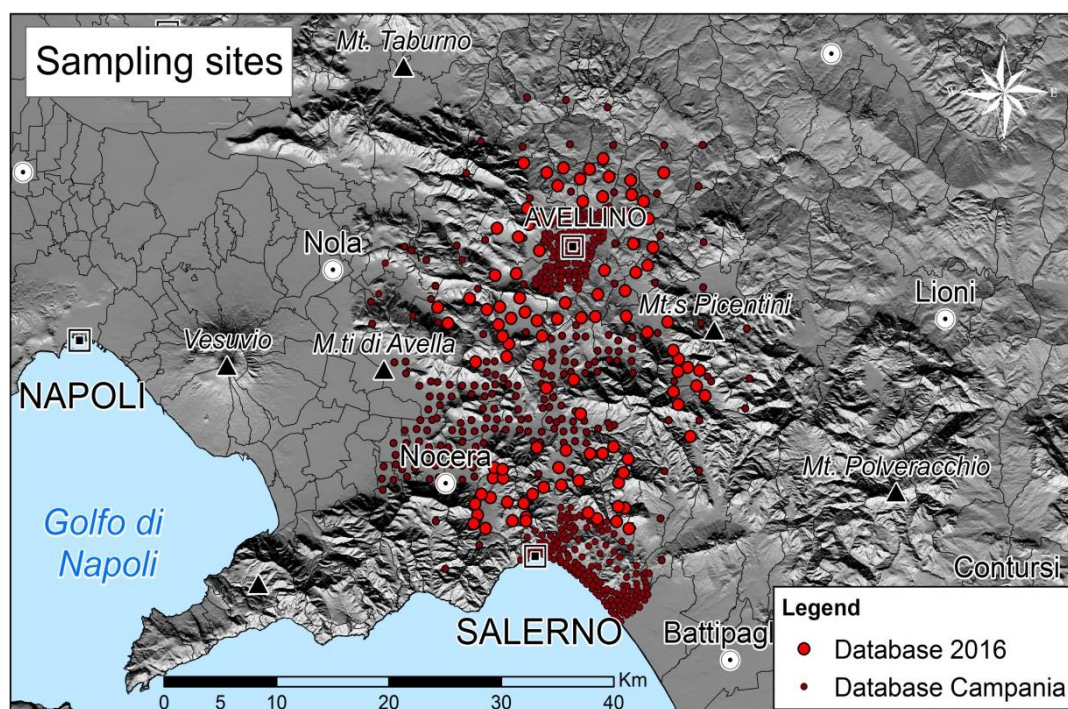 Sampling sites
Mt. Taburno
N
W
E
S
AVELLINO
Nola
Lioni
Mt.s Picentini
Vesuvio
M.ti di Avella
NAPOLI
Nocera
Mt. Polveracchio
Golfo di
Napoli
Contursi
SALERNO
Battipagl
Legend
Database 2016
Database Campania
Km
0 5 10 20 30 40